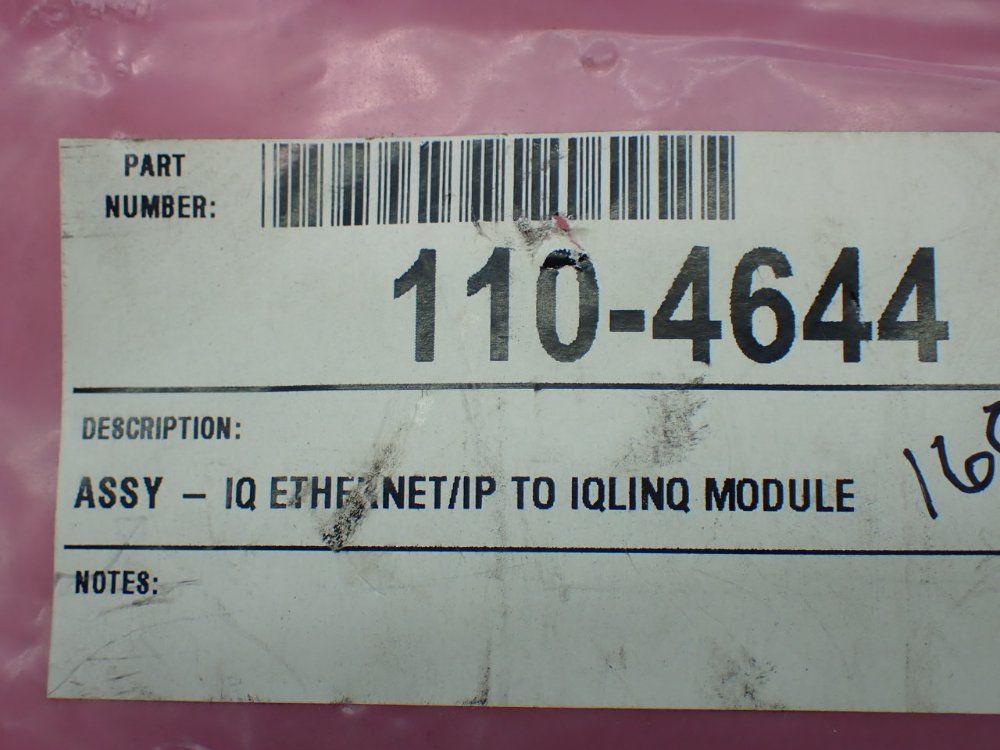 PART
NUMBER:
110-4644
DESCRIPTION:
ASSY - IQ ETHERNET/IP TO IQLINQ MODULE
NOTES: